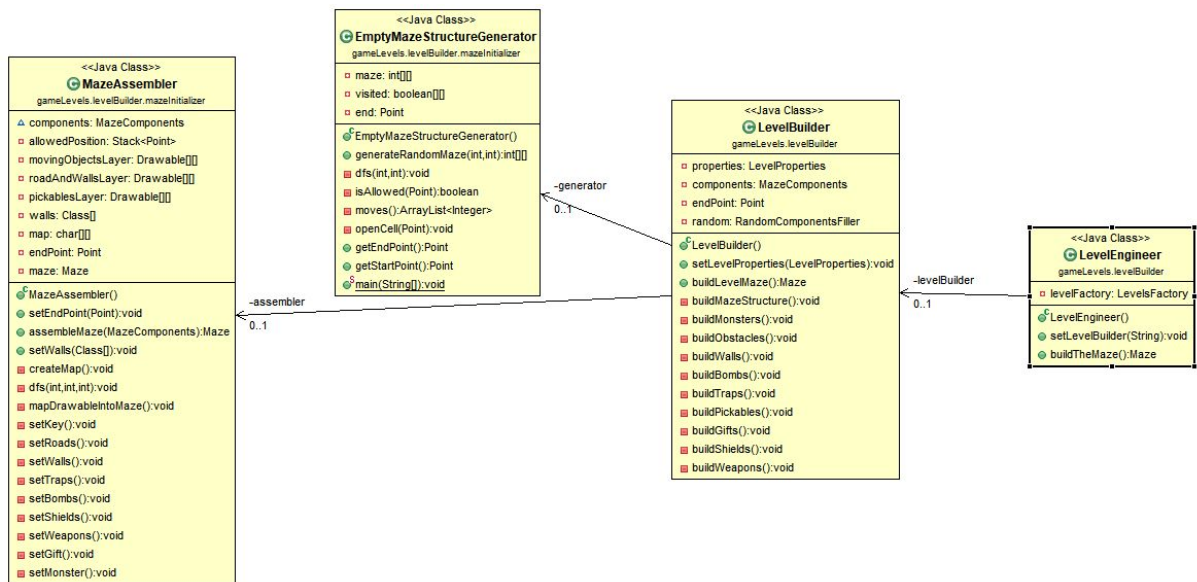 <<Java Class>>
MazeAssembler
gameLevels.levelBuilder.mazeInitializer
components: MazeComponents
allowedPosition: Stack<Point>
movingObjectsLayer: Drawable[][]
roadAndWallsLayer: Drawable[][]
pickablesLayer: Drawable[][]
walls: Class[]
map: char[][]
endPoint: Point
maze: Maze
MazeAssembler()
setEndPoint(Point):void
assembleMaze(MazeComponents):Maze
setWalls(Class[]):void
createMap():void
dfs(int,int,int):void
mapDrawableIntoMaze():void
setKey():void
setRoads():void
setWalls():void
setTraps():void
setBombs():void
setShields():void
setWeapons():void
setGift():void
setMonster():void
<<Java Class>>
EmptyMazeStructureGenerator
gameLevels.levelBuilder.mazeInitializer
maze: int[][]
visited: boolean[][]
end: Point
EmptyMazeStructureGenerator()
generateRandomMaze(int,int):int[][]
dfs(int,int):void
isAllowed(Point):boolean
moves():ArrayList<Integer>
openCell(Point):void
getEndPoint():Point
getStartPoint():Point
main(String[]):void
-generator
0..1
-assembler
0..1
<<Java Class>>
LevelBuilder
gameLevels.levelBuilder
properties: LevelProperties
components: MazeComponents
endPoint: Point
random: RandomComponentsFiller
LevelBuilder()
setLevelProperties(LevelProperties):void
buildLevelMaze():Maze
buildMazeStructure():void
buildMonsters():void
buildObstacles():void
buildWalls():void
buildBombs():void
buildTraps():void
buildPickables():void
buildGifts():void
buildShields():void
buildWeapons():void
-levelBuilder
0..1
<<Java Class>>
LevelEngineer
gameLevels.levelBuilder
levelFactory: LevelsFactory
LevelEngineer()
setLevelBuilder(String):void
buildTheMaze():Maze